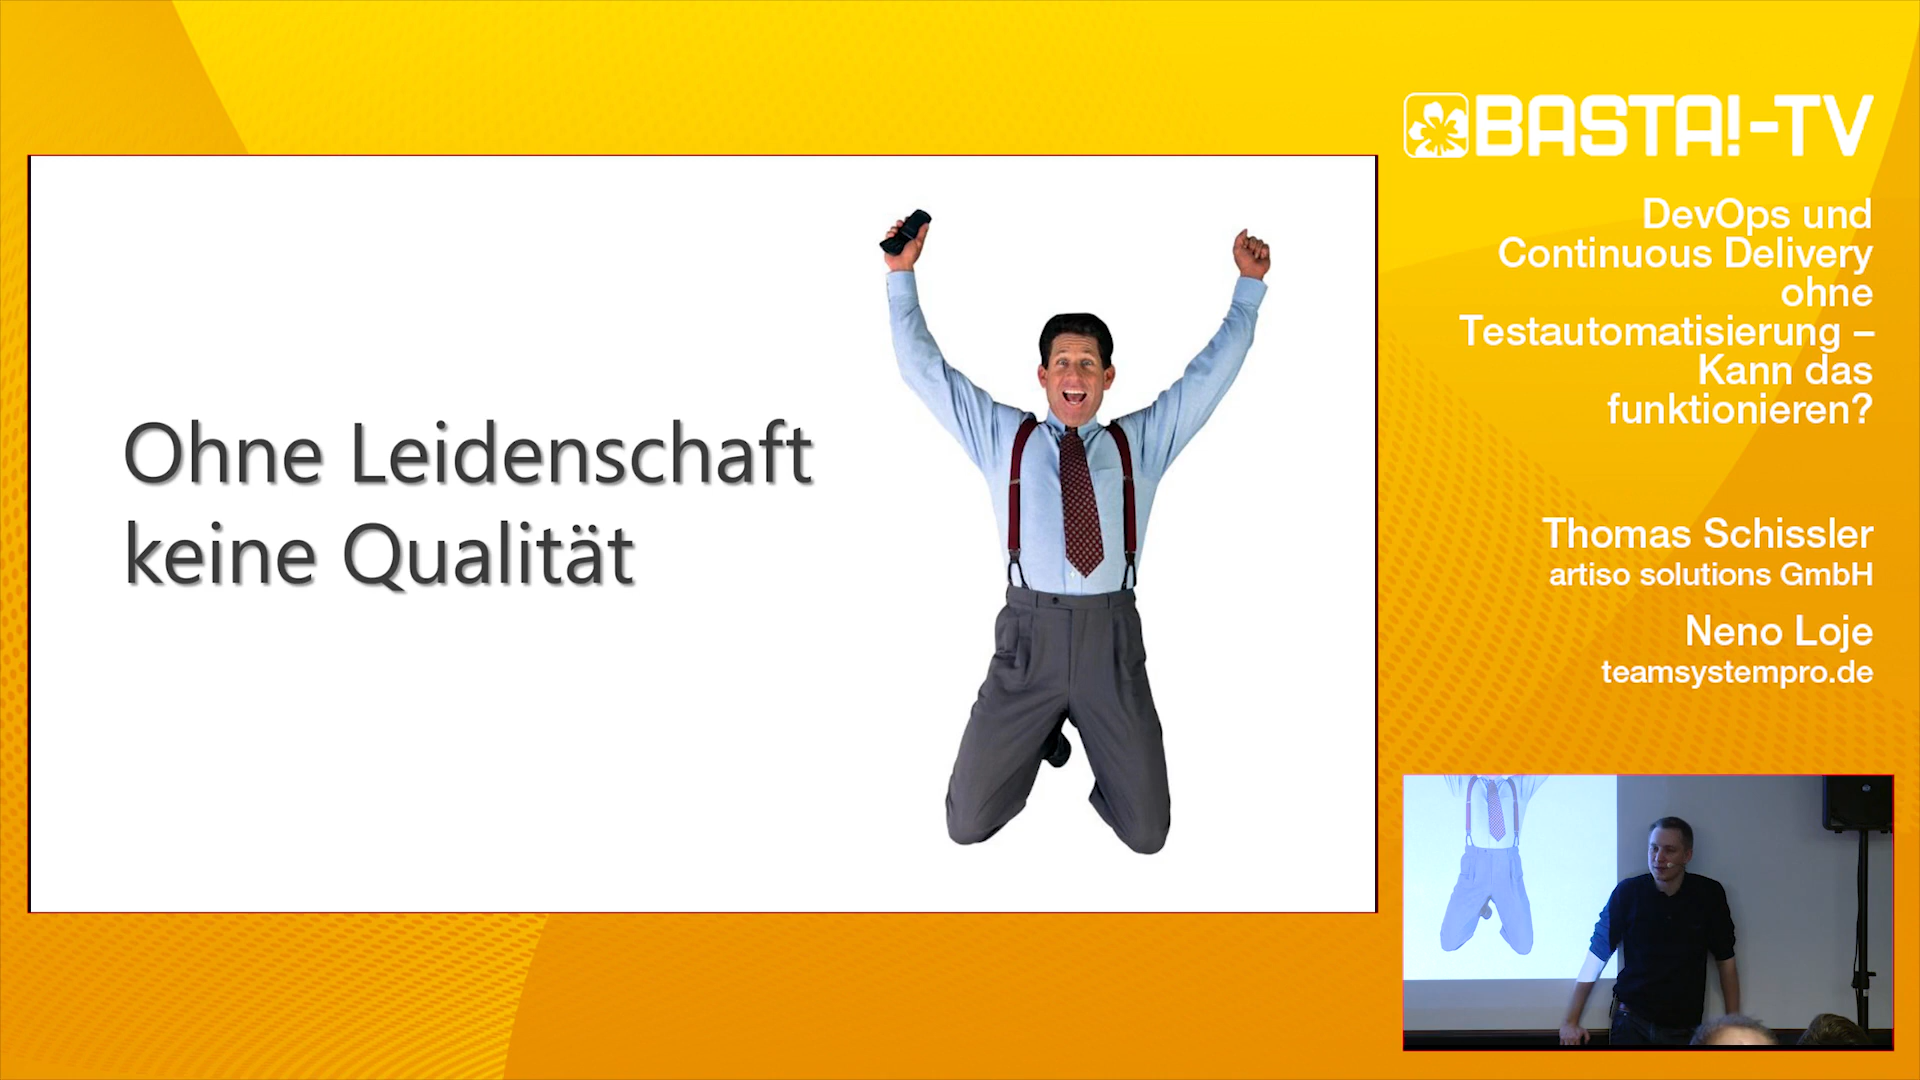 Ohne Leidenschaft
keine Qualität
BASTA!-TV
DevOps und
Continuous Delivery
ohne
Testautomatisierung –
Kann das
funktionieren?
Thomas Schissler
artiso solutions GmbH
Neno Loje
teamsystempro.de